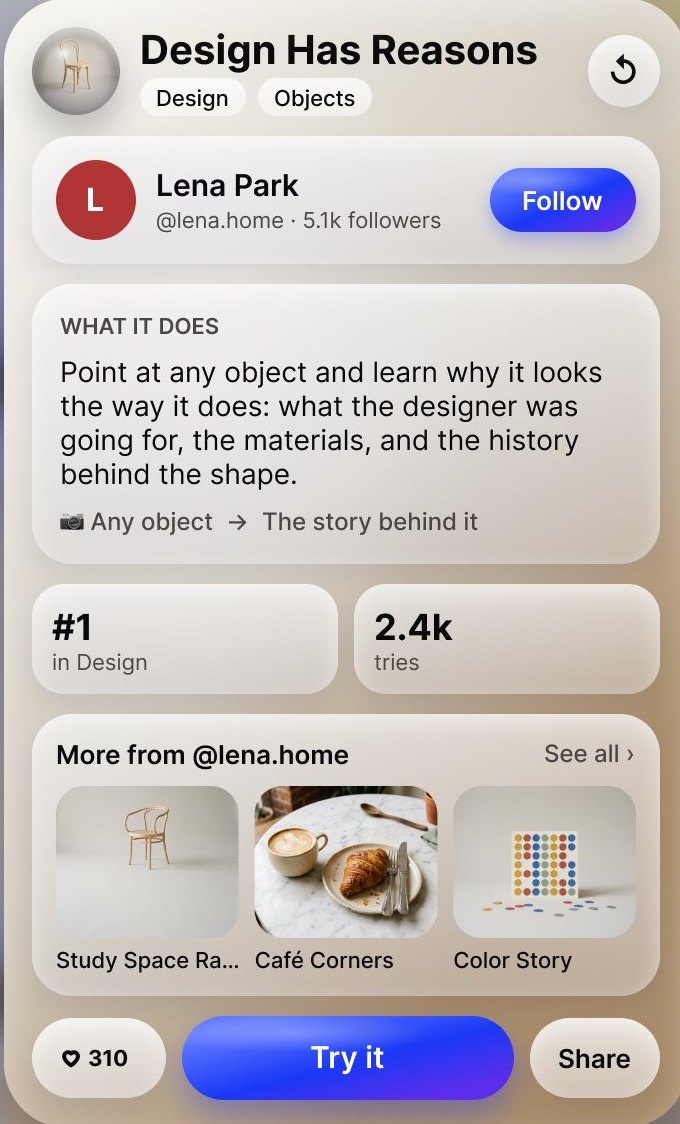 Design Has Reasons
Design
Objects
L
Lena Park
@lena.home · 5.1k followers
Follow
WHAT IT DOES
Point at any object and learn why it looks
the way it does: what the designer was
going for, the materials, and the history
behind the shape.
📷 Any object → The story behind it
#1
in Design
2.4k
tries
More from @lena.home
See all ›
Study Space Ra...
Café Corners
Color Story
310
Try it
Share